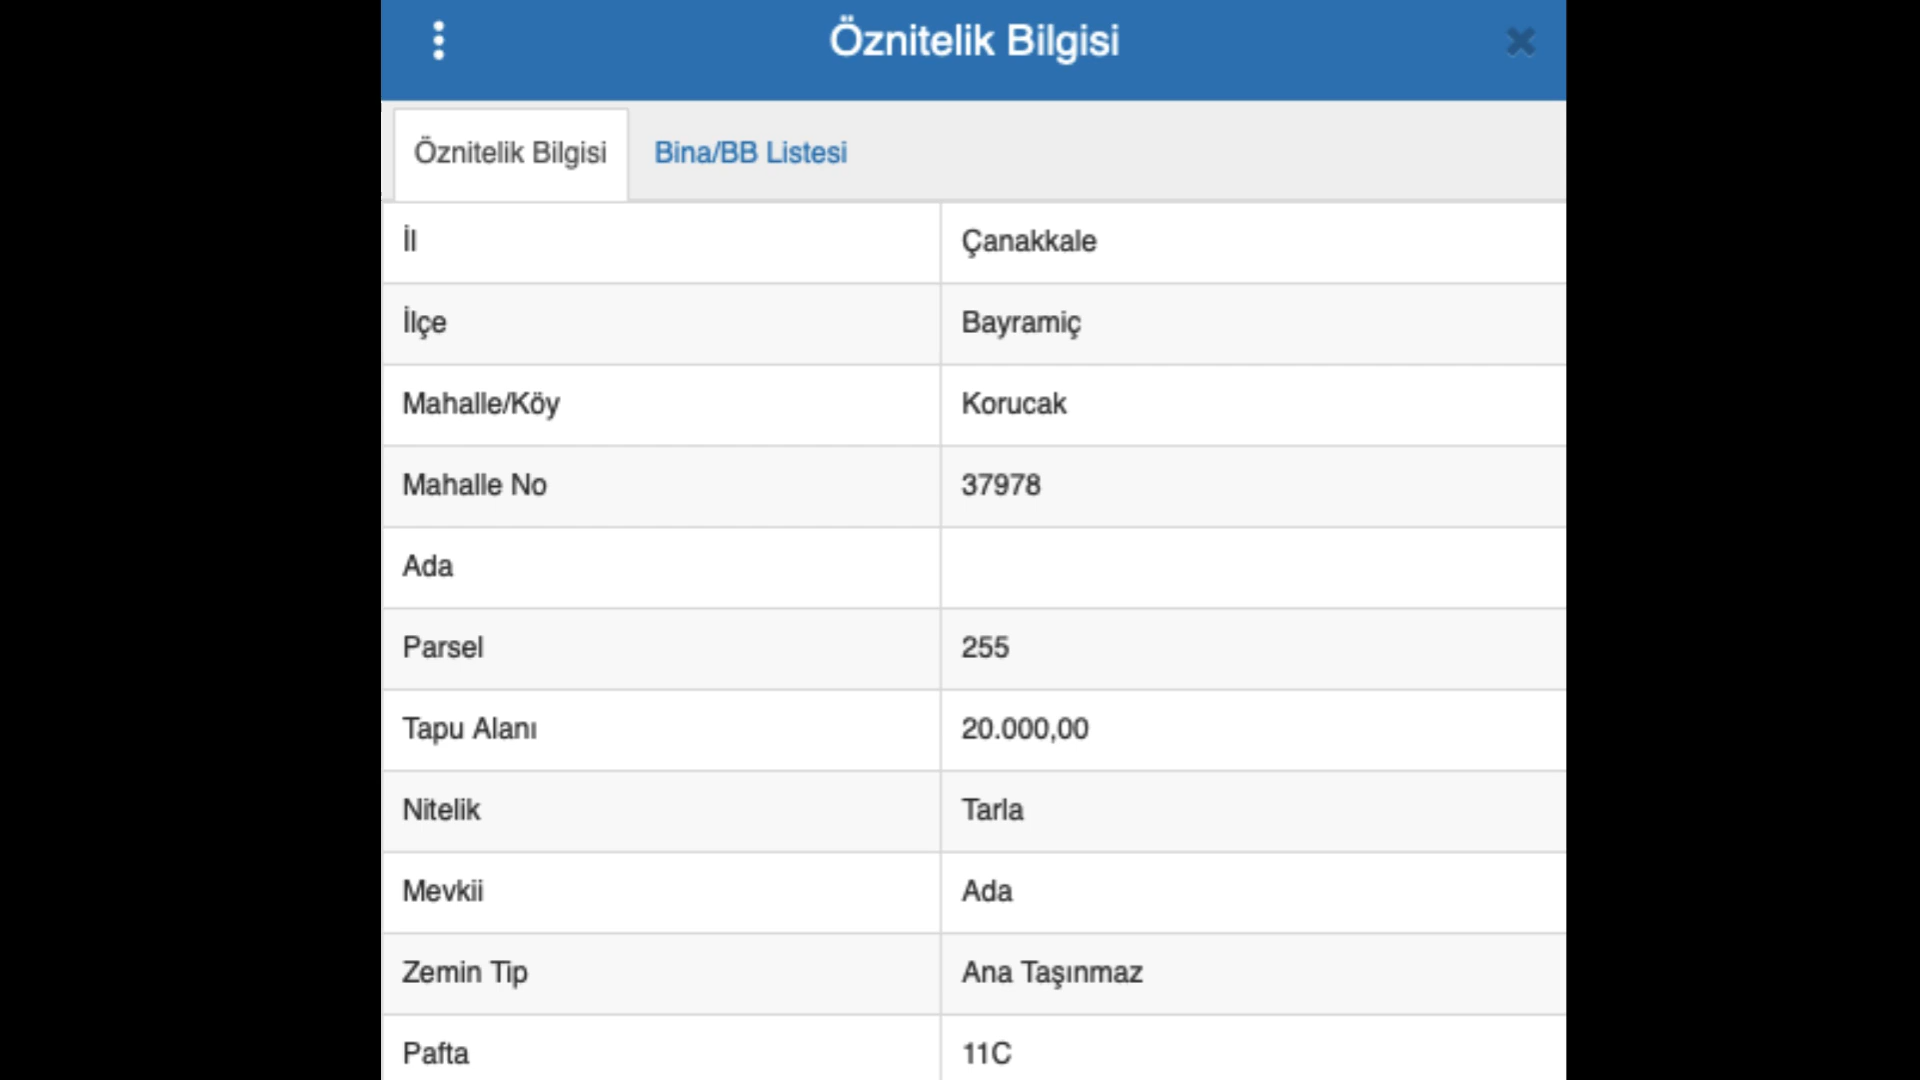 Öznitelik Bilgisi
Öznitelik Bilgisi Bina/BB Listesi
İl Çanakkale
İlçe Bayramiç
Mahalle/Köy Korucak
Mahalle No 37978
Ada
Parsel 255
Tapu Alanı 20.000,00
Nitelik Tarla
Mevkii Ada
Zemin Tip Ana Taşınmaz
Pafta 11C